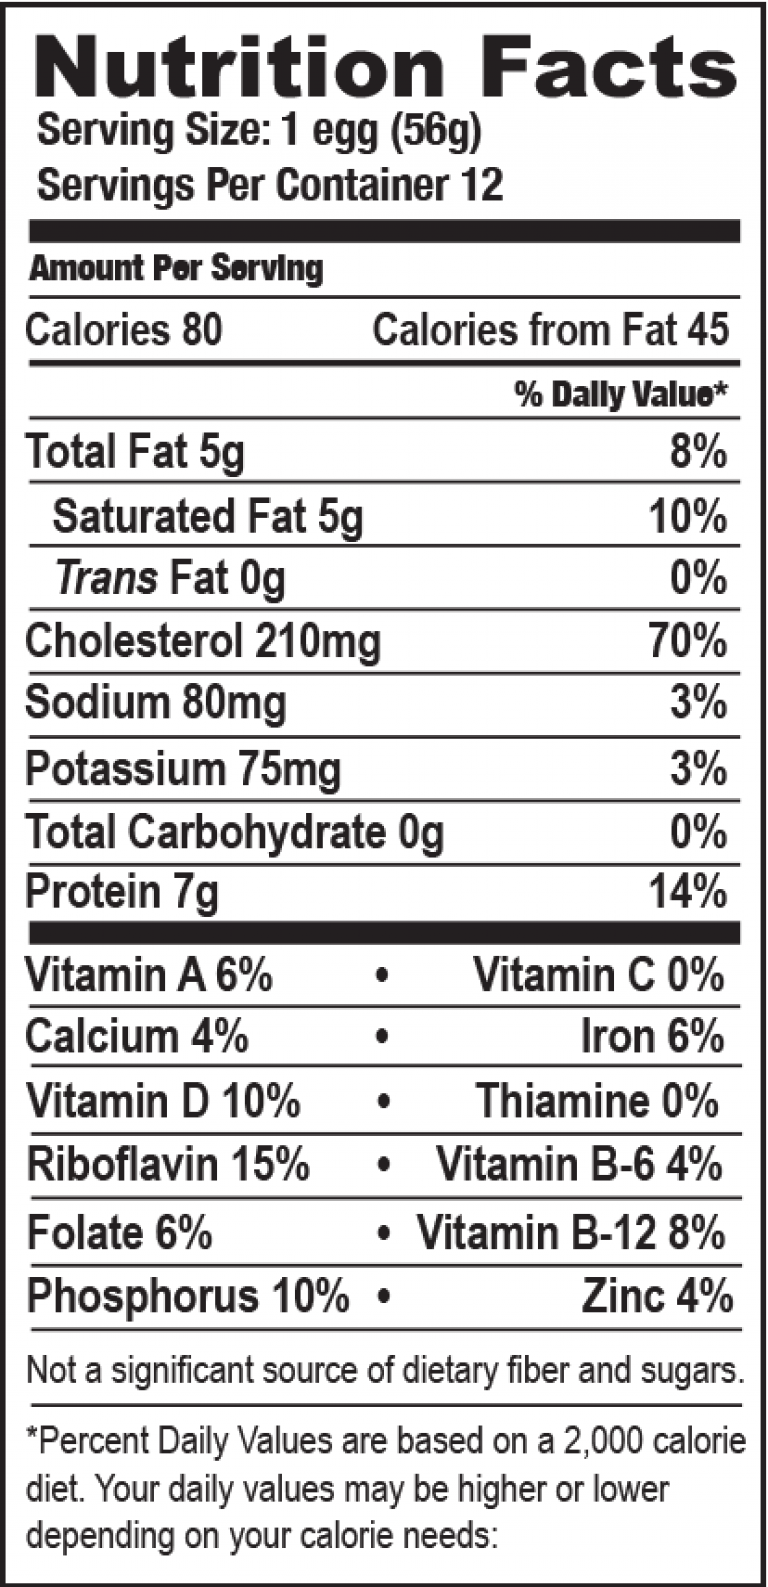 Nutrition Facts
Serving Size: 1 egg (56g)
Servings Per Container 12
Amount Per Serving
Calories 80 Calories from Fat 45
% Daily Value*
Total Fat 5g 8%
Saturated Fat 5g 10%
Trans Fat 0g 0%
Cholesterol 210mg 70%
Sodium 80mg 3%
Potassium 75mg 3%
Total Carbohydrate 0g 0%
Protein 7g 14%
Vitamin A 6% • Vitamin C 0%
Calcium 4% • Iron 6%
Vitamin D 10% • Thiamine 0%
Riboflavin 15% • Vitamin B-6 4%
Folate 6% • Vitamin B-12 8%
Phosphorus 10% • Zinc 4%
Not a significant source of dietary fiber and sugars.
*Percent Daily Values are based on a 2,000 calorie
diet. Your daily values may be higher or lower
depending on your calorie needs: